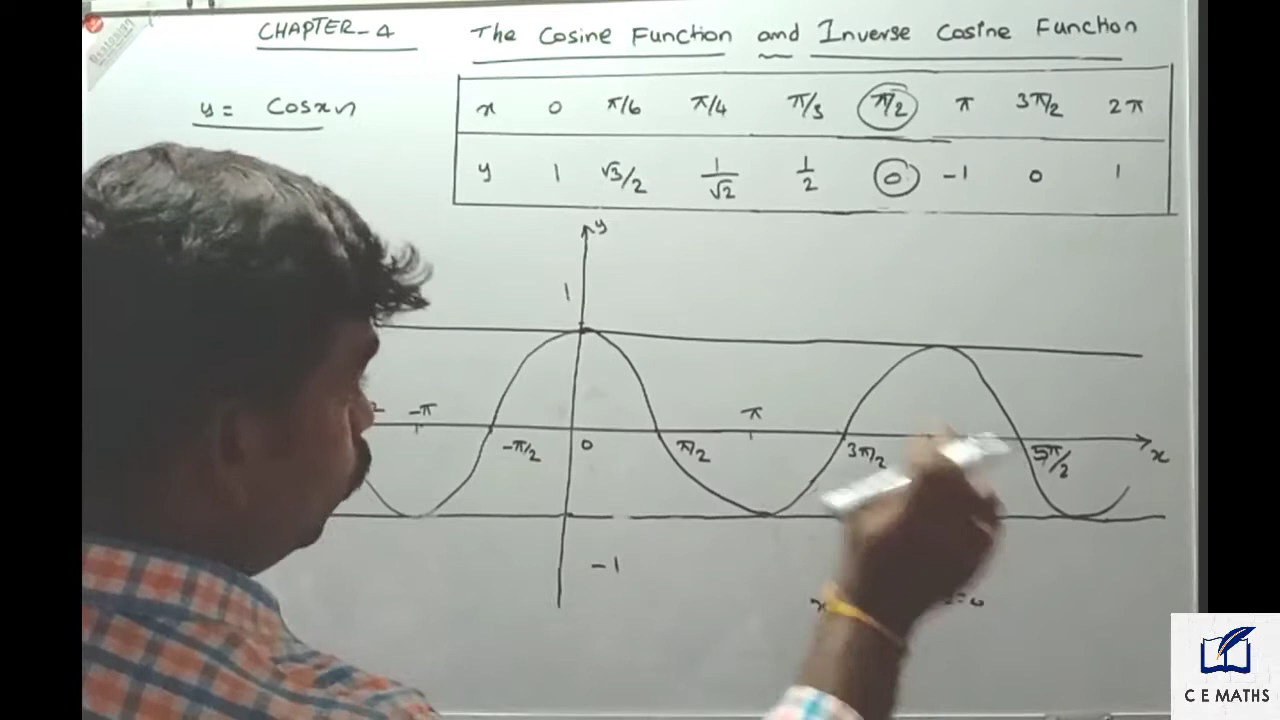 CHAPTER-4 The Cosine Function and Inverse Cosine Function
y = Cosxn
x 0 π/6 π/4 π/3 π/2 π 3π/2 2π
y 1 √3/2 1/√2 1/2 0 -1 0 1
y
1
-π π
-π/2 0 π/2 3π/2 5π/2 x
-1
C E MATHS